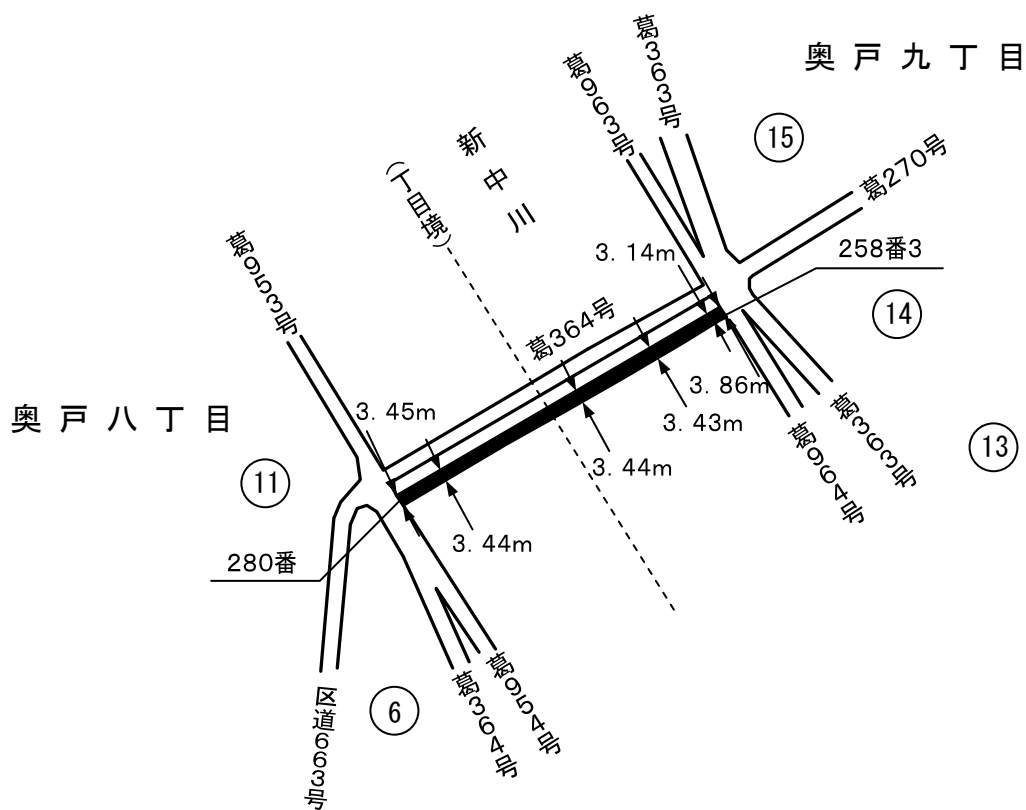 奥戸九丁目
葛363号
葛963号
⑮
新中川
(丁目境)
葛270号
258番3
3.14m
⑭
葛953号
葛364号
3.86m
奥戸八丁目
3.45m
3.43m
葛363号
⑬
3.44m
葛964号
⑪
3.44m
280番
区道663号
⑥
葛364号
葛954号